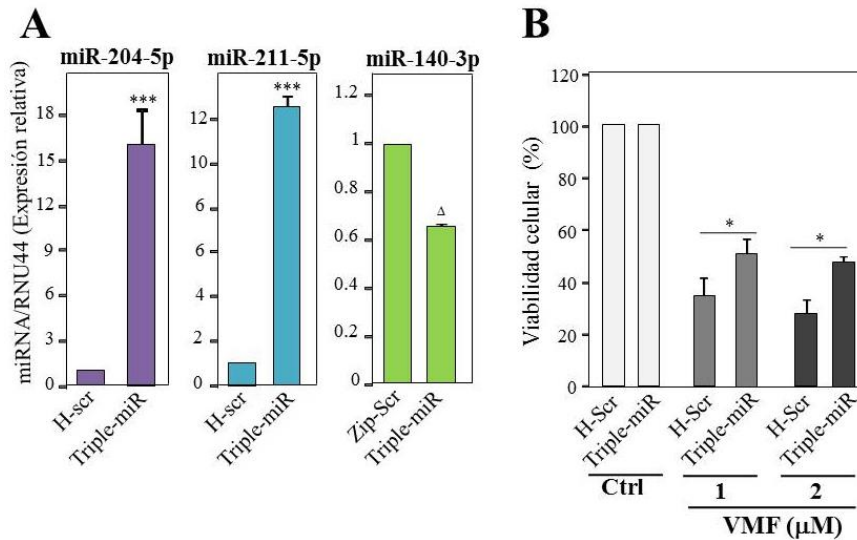 A
miR-204-5p
miR-211-5p
miR-140-3p
miRNA/RNU44 (Expresión relativa)
18
15
12
9
6
3
0
***
H-scr
Triple-miR
12
10
8
6
4
2
0
***
H-scr
Triple-miR
1.2
1
0.8
0.6
0.4
0.2
0
Δ
Zip-Scr
Triple-miR
B
Viabilidad celular (%)
120
100
80
60
40
20
0
*
*
H-Scr
Triple-miR
H-Scr
Triple-miR
H-Scr
Triple-miR
Ctrl
1
2
VMF (μM)